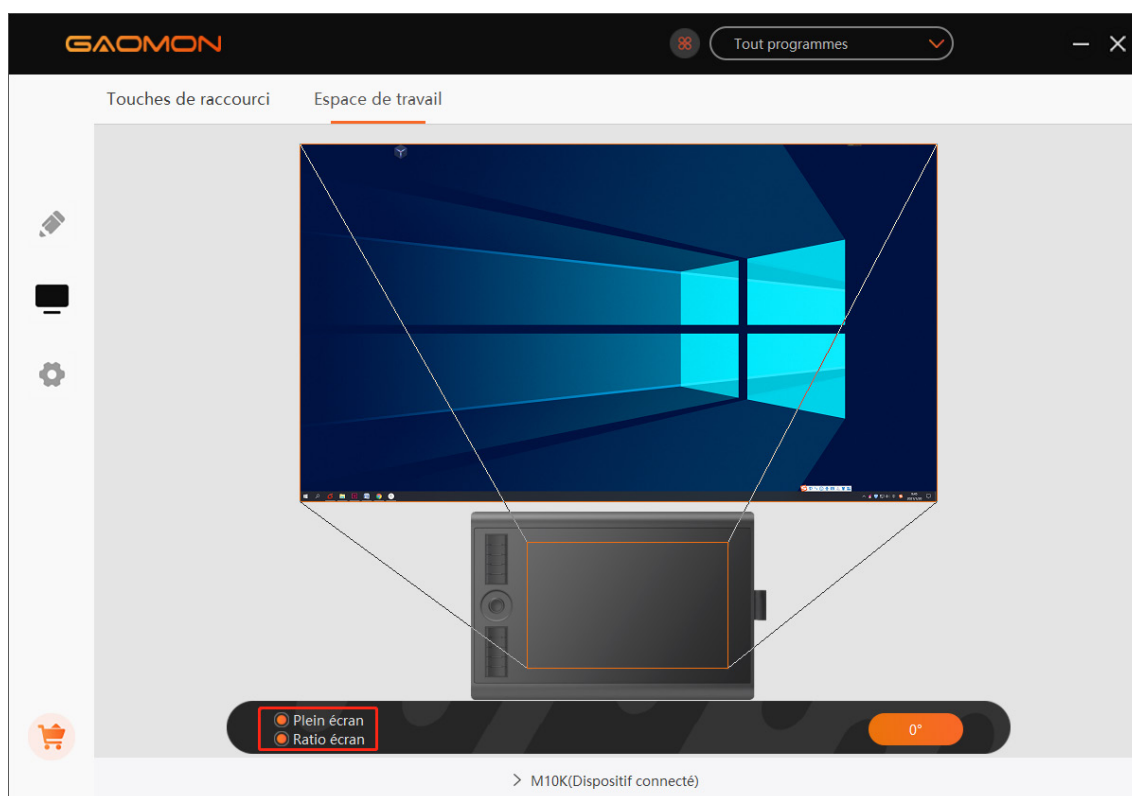 GAOMON
Tout programmes
Touches de raccourci
Espace de travail
Plein écran
Ratio écran
0°
M10K(Dispositif connecté)